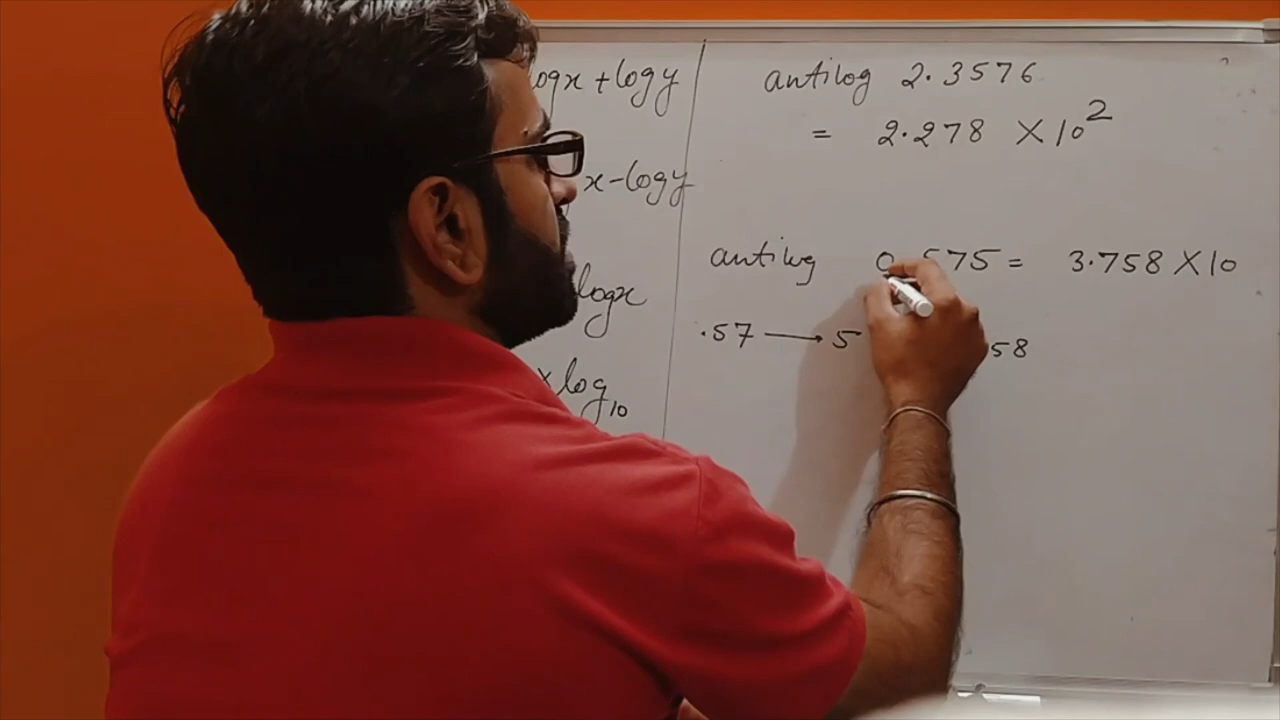 logx + logy
x - logy
logx
x log10
antilog 2.3576
= 2.278 × 10²
antilog 0.575 = 3.758 × 10
.57 → 5 58